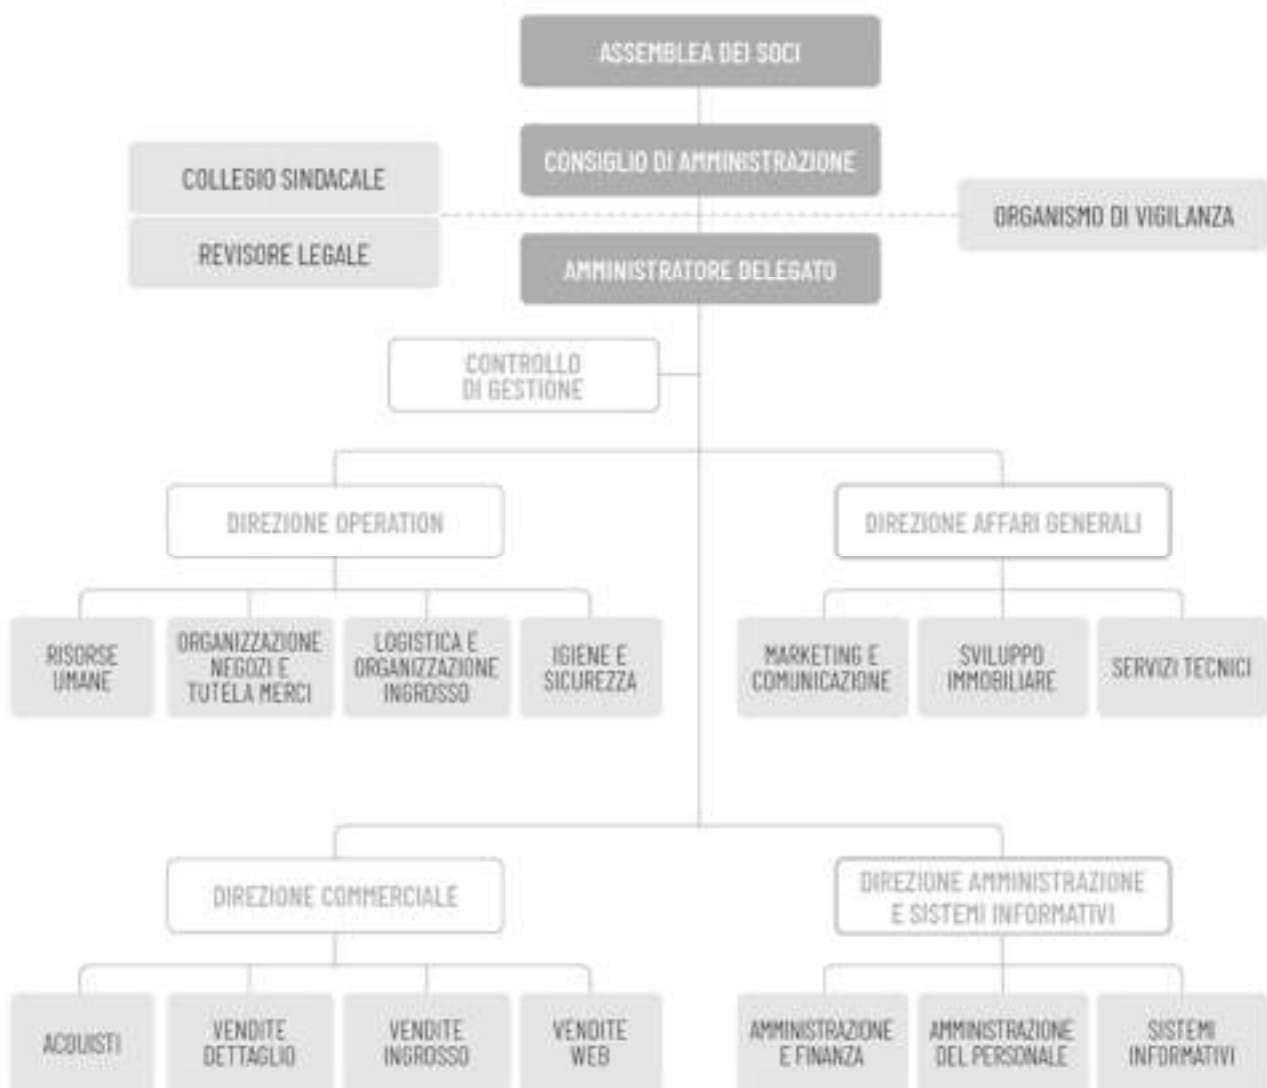 ASSEMBLEA DEI SOCI
CONSIGLIO DI AMMINISTRAZIONE
COLLEGIO SINDACALE
REVISORE LEGALE
ORGANISMO DI VIGILANZA
AMMINISTRATORE DELEGATO
CONTROLLO
DI GESTIONE
DIREZIONE OPERATION
DIREZIONE AFFARI GENERALI
RISORSE
UMANE
ORGANIZZAZIONE
NEGOZI E
TUTELA MERCI
LOGISTICA E
ORGANIZZAZIONE
INGROSSO
IGIENE E
SICUREZZA
MARKETING E
COMUNICAZIONE
SVILUPPO
IMMOBILIARE
SERVIZI TECNICI
DIREZIONE COMMERCIALE
DIREZIONE AMMINISTRAZIONE
E SISTEMI INFORMATIVI
ACQUISTI
VENDITE
DETTAGLIO
VENDITE
INGROSSO
VENDITE
WEB
AMMINISTRAZIONE
E FINANZA
AMMINISTRAZIONE
DEL PERSONALE
SISTEMI
INFORMATIVI